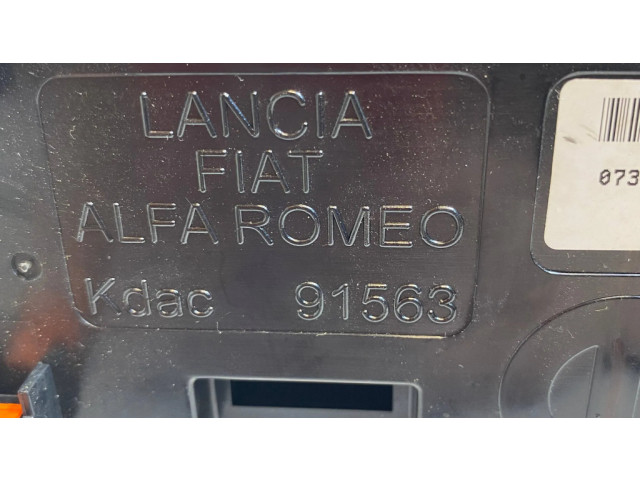 LANCIA
FIAT
ALFA ROMEO
Kdac 91563
073